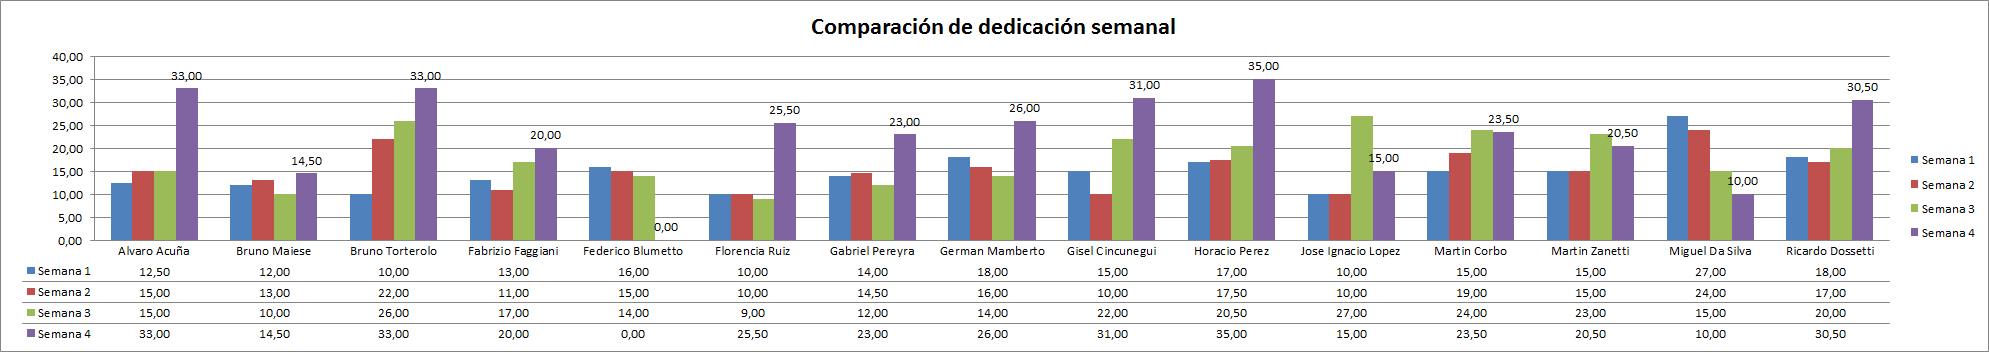 Comparación de dedicación semanal
40,00
35,00
30,00
25,00
20,00
15,00
10,00
5,00
0,00
33,00
14,50
33,00
20,00
0,00
25,50
23,00
26,00
31,00
35,00
15,00
23,50
20,50
10,00
30,50
Semana 1
Semana 2
Semana 3
Semana 4
Alvaro Acuña Bruno Maiese Bruno Torterolo Fabrizio Faggiani Federico Blumetto Florencia Ruiz Gabriel Pereyra German Mamberto Gisel Cincunegui Horacio Perez Jose Ignacio Lopez Martin Corbo Martin Zanetti Miguel Da Silva Ricardo Dossetti
Semana 1 12,50 12,00 10,00 13,00 16,00 10,00 14,00 18,00 15,00 17,00 10,00 15,00 15,00 27,00 18,00
Semana 2 15,00 13,00 22,00 11,00 15,00 10,00 14,50 16,00 10,00 17,50 10,00 19,00 15,00 24,00 17,00
Semana 3 15,00 10,00 26,00 17,00 14,00 9,00 12,00 14,00 22,00 20,50 27,00 24,00 23,00 15,00 20,00
Semana 4 33,00 14,50 33,00 20,00 0,00 25,50 23,00 26,00 31,00 35,00 15,00 23,50 20,50 10,00 30,50